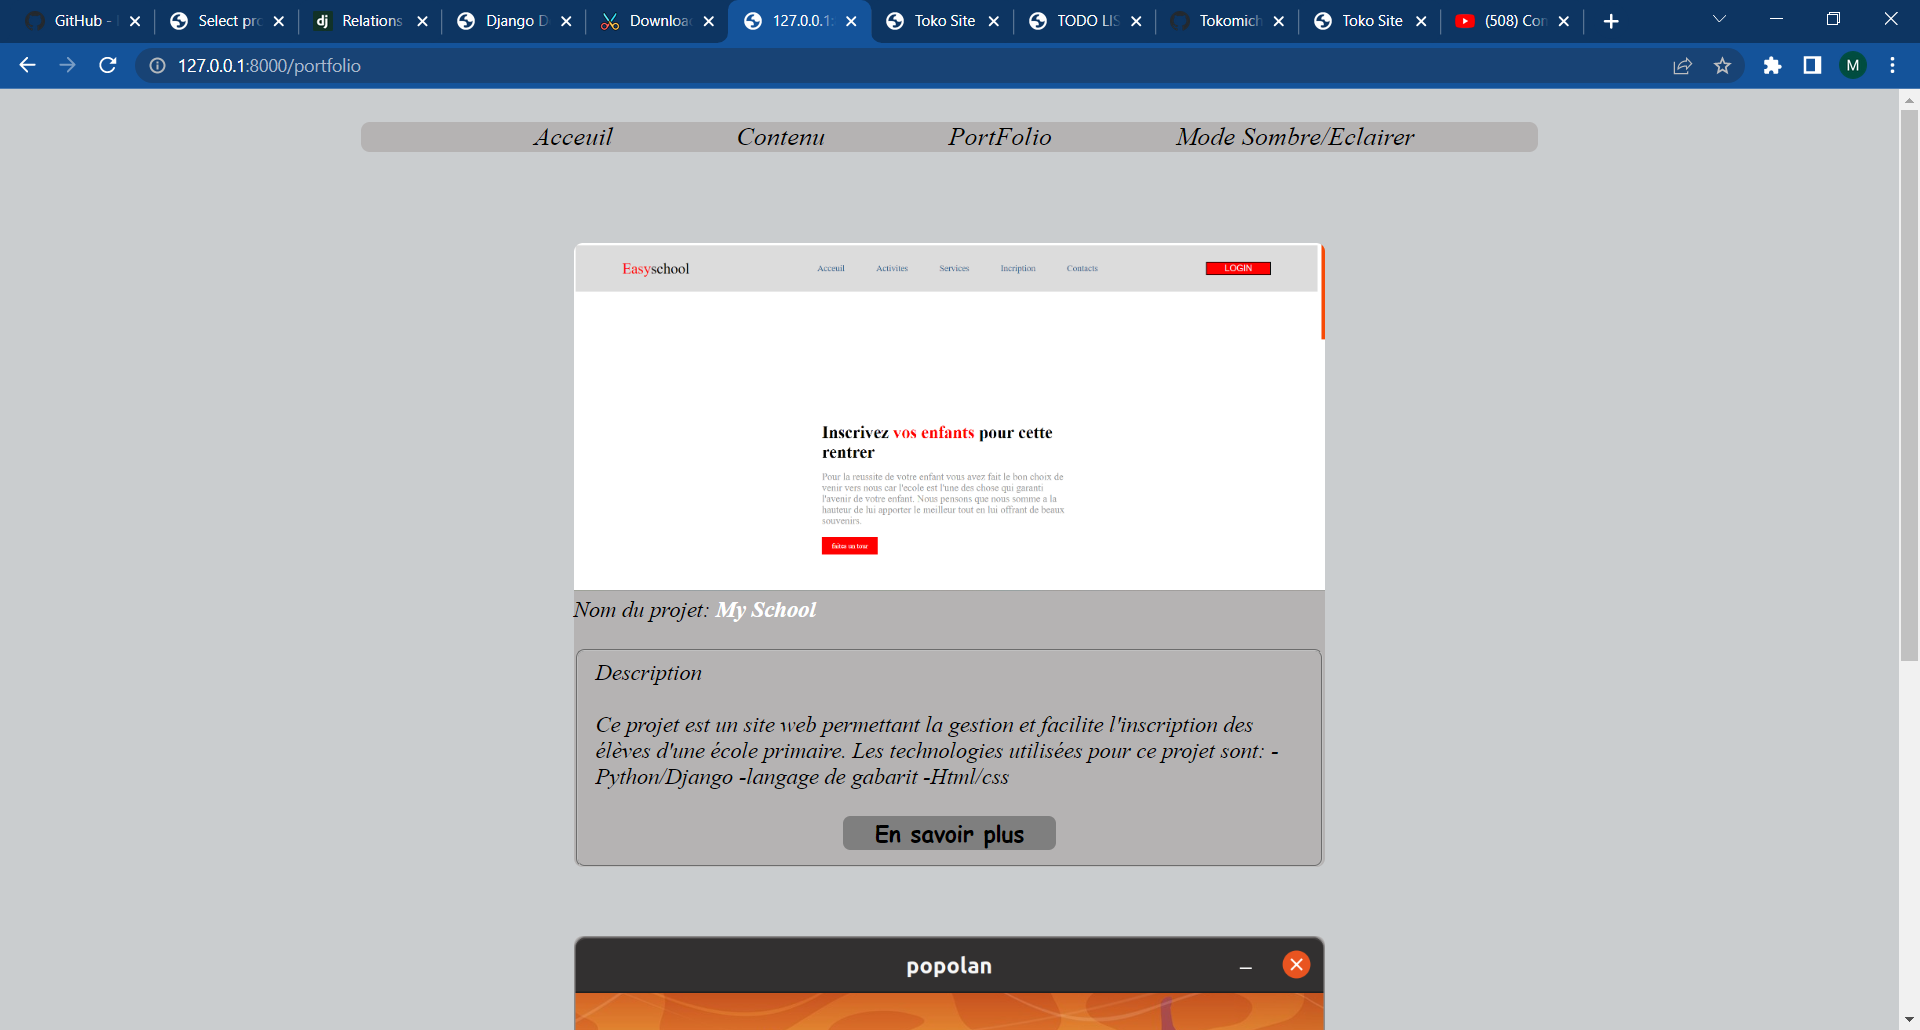 GitHub -
Select pro
Relations
Django D
Downloa
127.0.0.1:
Toko Site
TODO LIS
Tokomich
Toko Site
(508) Con
127.0.0.1:8000/portfolio
M
Acceuil Contenu PortFolio Mode Sombre/Eclairer
Easyschool Acceuil Activites Services Incription Contacts LOGIN
Inscrivez vos enfants pour cette
rentrer
Pour la reussite de votre enfant vous avez fait le bon choix de
venir vers nous car l'ecole est l'une des chose qui garanti
l'avenir de votre enfant. Nous pensons que nous somme a la
hauteur de lui apporter le meilleur tout en lui offrant de beaux
souvenirs.
faites un tour
Nom du projet: My School
Description
Ce projet est un site web permettant la gestion et facilite l'inscription des
élèves d'une école primaire. Les technologies utilisées pour ce projet sont: -
Python/Django -langage de gabarit -Html/css
En savoir plus
popolan